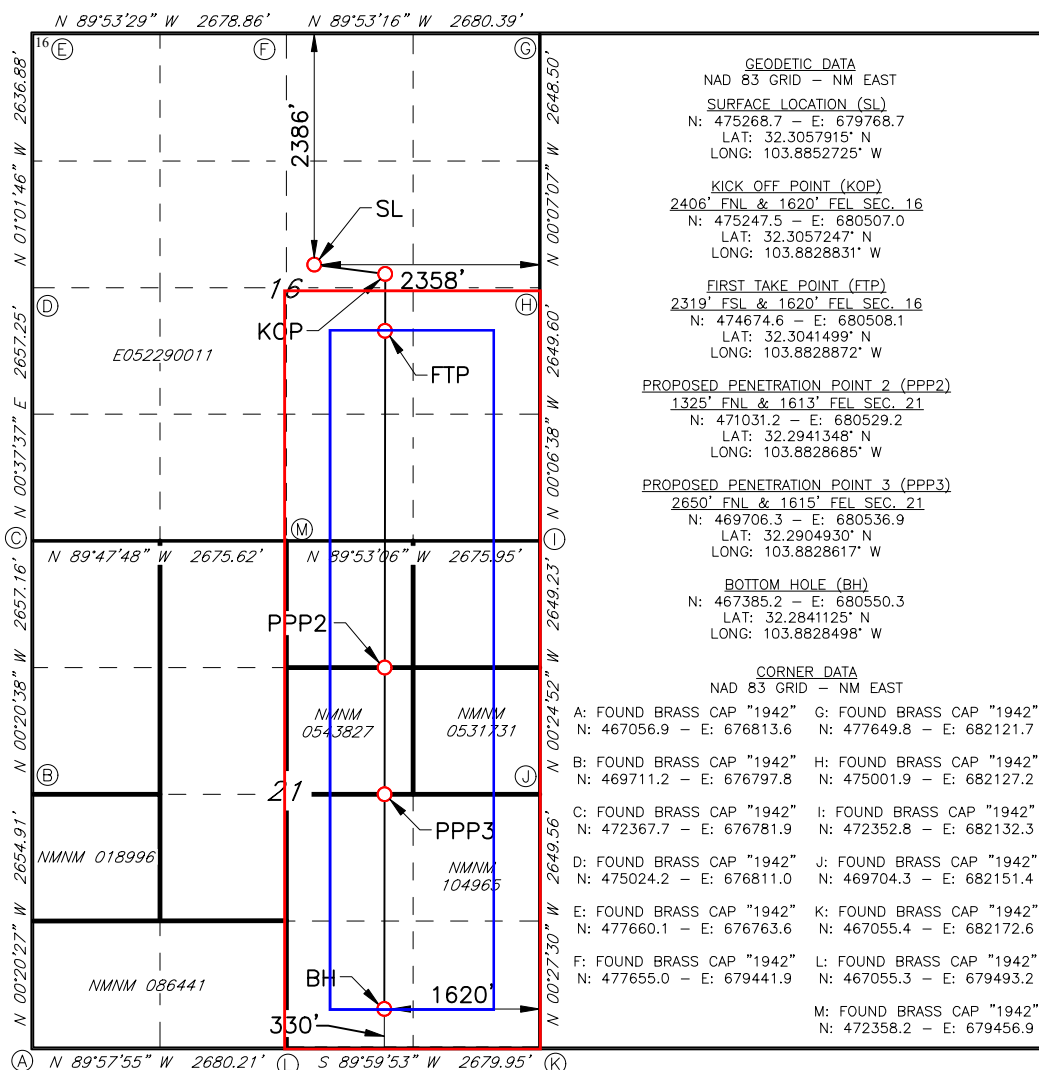 N 89°53'29" W 2678.86' N 89°53'16" W 2680.39'
16 E F G
N 01°01'46" W 2636.88'
2386'
N 00°07'07" W 2648.50'
SL
16
2358'
D
H
KOP
E052290011
FTP
N 00°37'37" E 2657.25'
N 00°06'38" W 2649.60'
C M I
N 89°47'48" W 2675.62' N 89°53'06" W 2675.95'
N 00°20'38" W 2657.16'
N 00°24'52" W 2649.23'
PPP2
NMNM
0543827
NMNM
0531731
B J
21
PPP3
NMNM 018996
NMNM
104965
N 00°20'27" W 2654.91'
N 00°27'30" W 2649.56'
NMNM 086441
BH
1620'
330'
A N 89°57'55" W 2680.21' L S 89°59'53" W 2679.95' K
GEODETIC DATA
NAD 83 GRID – NM EAST
SURFACE LOCATION (SL)
N: 475268.7 – E: 679768.7
LAT: 32.3057915° N
LONG: 103.8852725° W
KICK OFF POINT (KOP)
2406' FNL & 1620' FEL SEC. 16
N: 475247.5 – E: 680507.0
LAT: 32.3057247° N
LONG: 103.8828831° W
FIRST TAKE POINT (FTP)
2319' FSL & 1620' FEL SEC. 16
N: 474674.6 – E: 680508.1
LAT: 32.3041499° N
LONG: 103.8828872° W
PROPOSED PENETRATION POINT 2 (PPP2)
1325' FNL & 1613' FEL SEC. 21
N: 471031.2 – E: 680529.2
LAT: 32.2941348° N
LONG: 103.8828685° W
PROPOSED PENETRATION POINT 3 (PPP3)
2650' FNL & 1615' FEL SEC. 21
N: 469706.3 – E: 680536.9
LAT: 32.2904930° N
LONG: 103.8828617° W
BOTTOM HOLE (BH)
N: 467385.2 – E: 680550.3
LAT: 32.2841125° N
LONG: 103.8828498° W
CORNER DATA
NAD 83 GRID – NM EAST
A: FOUND BRASS CAP "1942"
N: 467056.9 – E: 676813.6
B: FOUND BRASS CAP "1942"
N: 469711.2 – E: 676797.8
C: FOUND BRASS CAP "1942"
N: 472367.7 – E: 676781.9
D: FOUND BRASS CAP "1942"
N: 475024.2 – E: 676811.0
E: FOUND BRASS CAP "1942"
N: 477660.1 – E: 676763.6
F: FOUND BRASS CAP "1942"
N: 477655.0 – E: 679441.9
G: FOUND BRASS CAP "1942"
N: 477649.8 – E: 682121.7
H: FOUND BRASS CAP "1942"
N: 475001.9 – E: 682127.2
I: FOUND BRASS CAP "1942"
N: 472352.8 – E: 682132.3
J: FOUND BRASS CAP "1942"
N: 469704.3 – E: 682151.4
K: FOUND BRASS CAP "1942"
N: 467055.4 – E: 682172.6
L: FOUND BRASS CAP "1942"
N: 467055.3 – E: 679493.2
M: FOUND BRASS CAP "1942"
N: 472358.2 – E: 679456.9